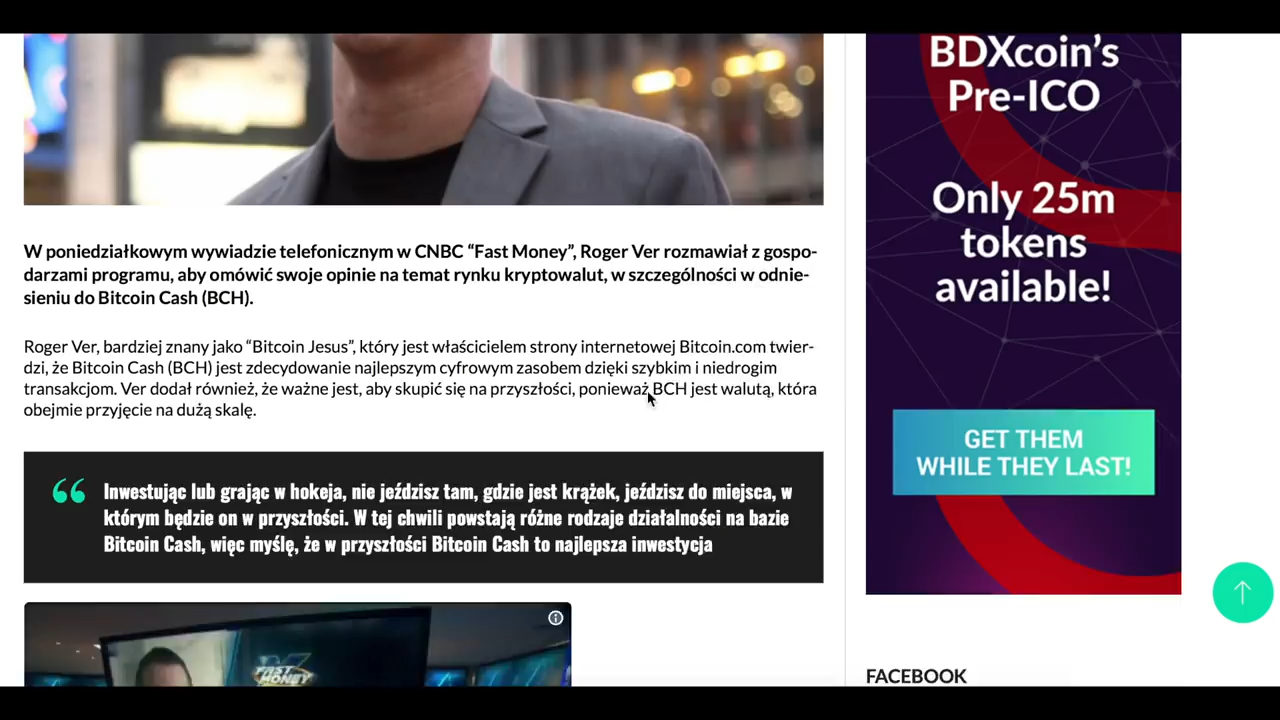 W poniedziałkowym wywiadzie telefonicznym w CNBC “Fast Money”, Roger Ver rozmawiał z gospo-
darzami programu, aby omówić swoje opinie na temat rynku kryptowalut, w szczególności w odnie-
sieniu do Bitcoin Cash (BCH).
Roger Ver, bardziej znany jako “Bitcoin Jesus”, który jest właścicielem strony internetowej Bitcoin.com twier-
dzi, że Bitcoin Cash (BCH) jest zdecydowanie najlepszym cyfrowym zasobem dzięki szybkim i niedrogim
transakcjom. Ver dodał również, że ważne jest, aby skupić się na przyszłości, ponieważ BCH jest walutą, która
obejmie przyjęcie na dużą skalę.
“ Inwestując lub grając w hokeja, nie jeździsz tam, gdzie jest krążek, jeździsz do miejsca, w
którym będzie on w przyszłości. W tej chwili powstają różne rodzaje działalności na bazie
Bitcoin Cash, więc myślę, że w przyszłości Bitcoin Cash to najlepsza inwestycja
FAST
MONEY
BDXcoin’s
Pre-ICO
Only 25m
tokens
available!
GET THEM
WHILE THEY LAST!
FACEBOOK